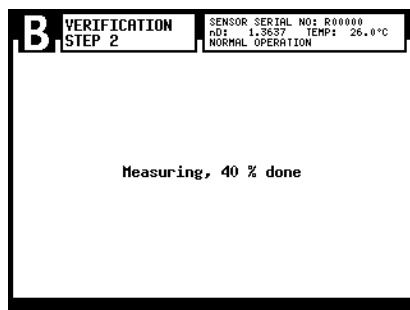 B
VERIFICATION
STEP 2
SENSOR SERIAL NO: R00000
nD: 1.3637 TEMP: 26.0°C
NORMAL OPERATION
Measuring, 40 % done